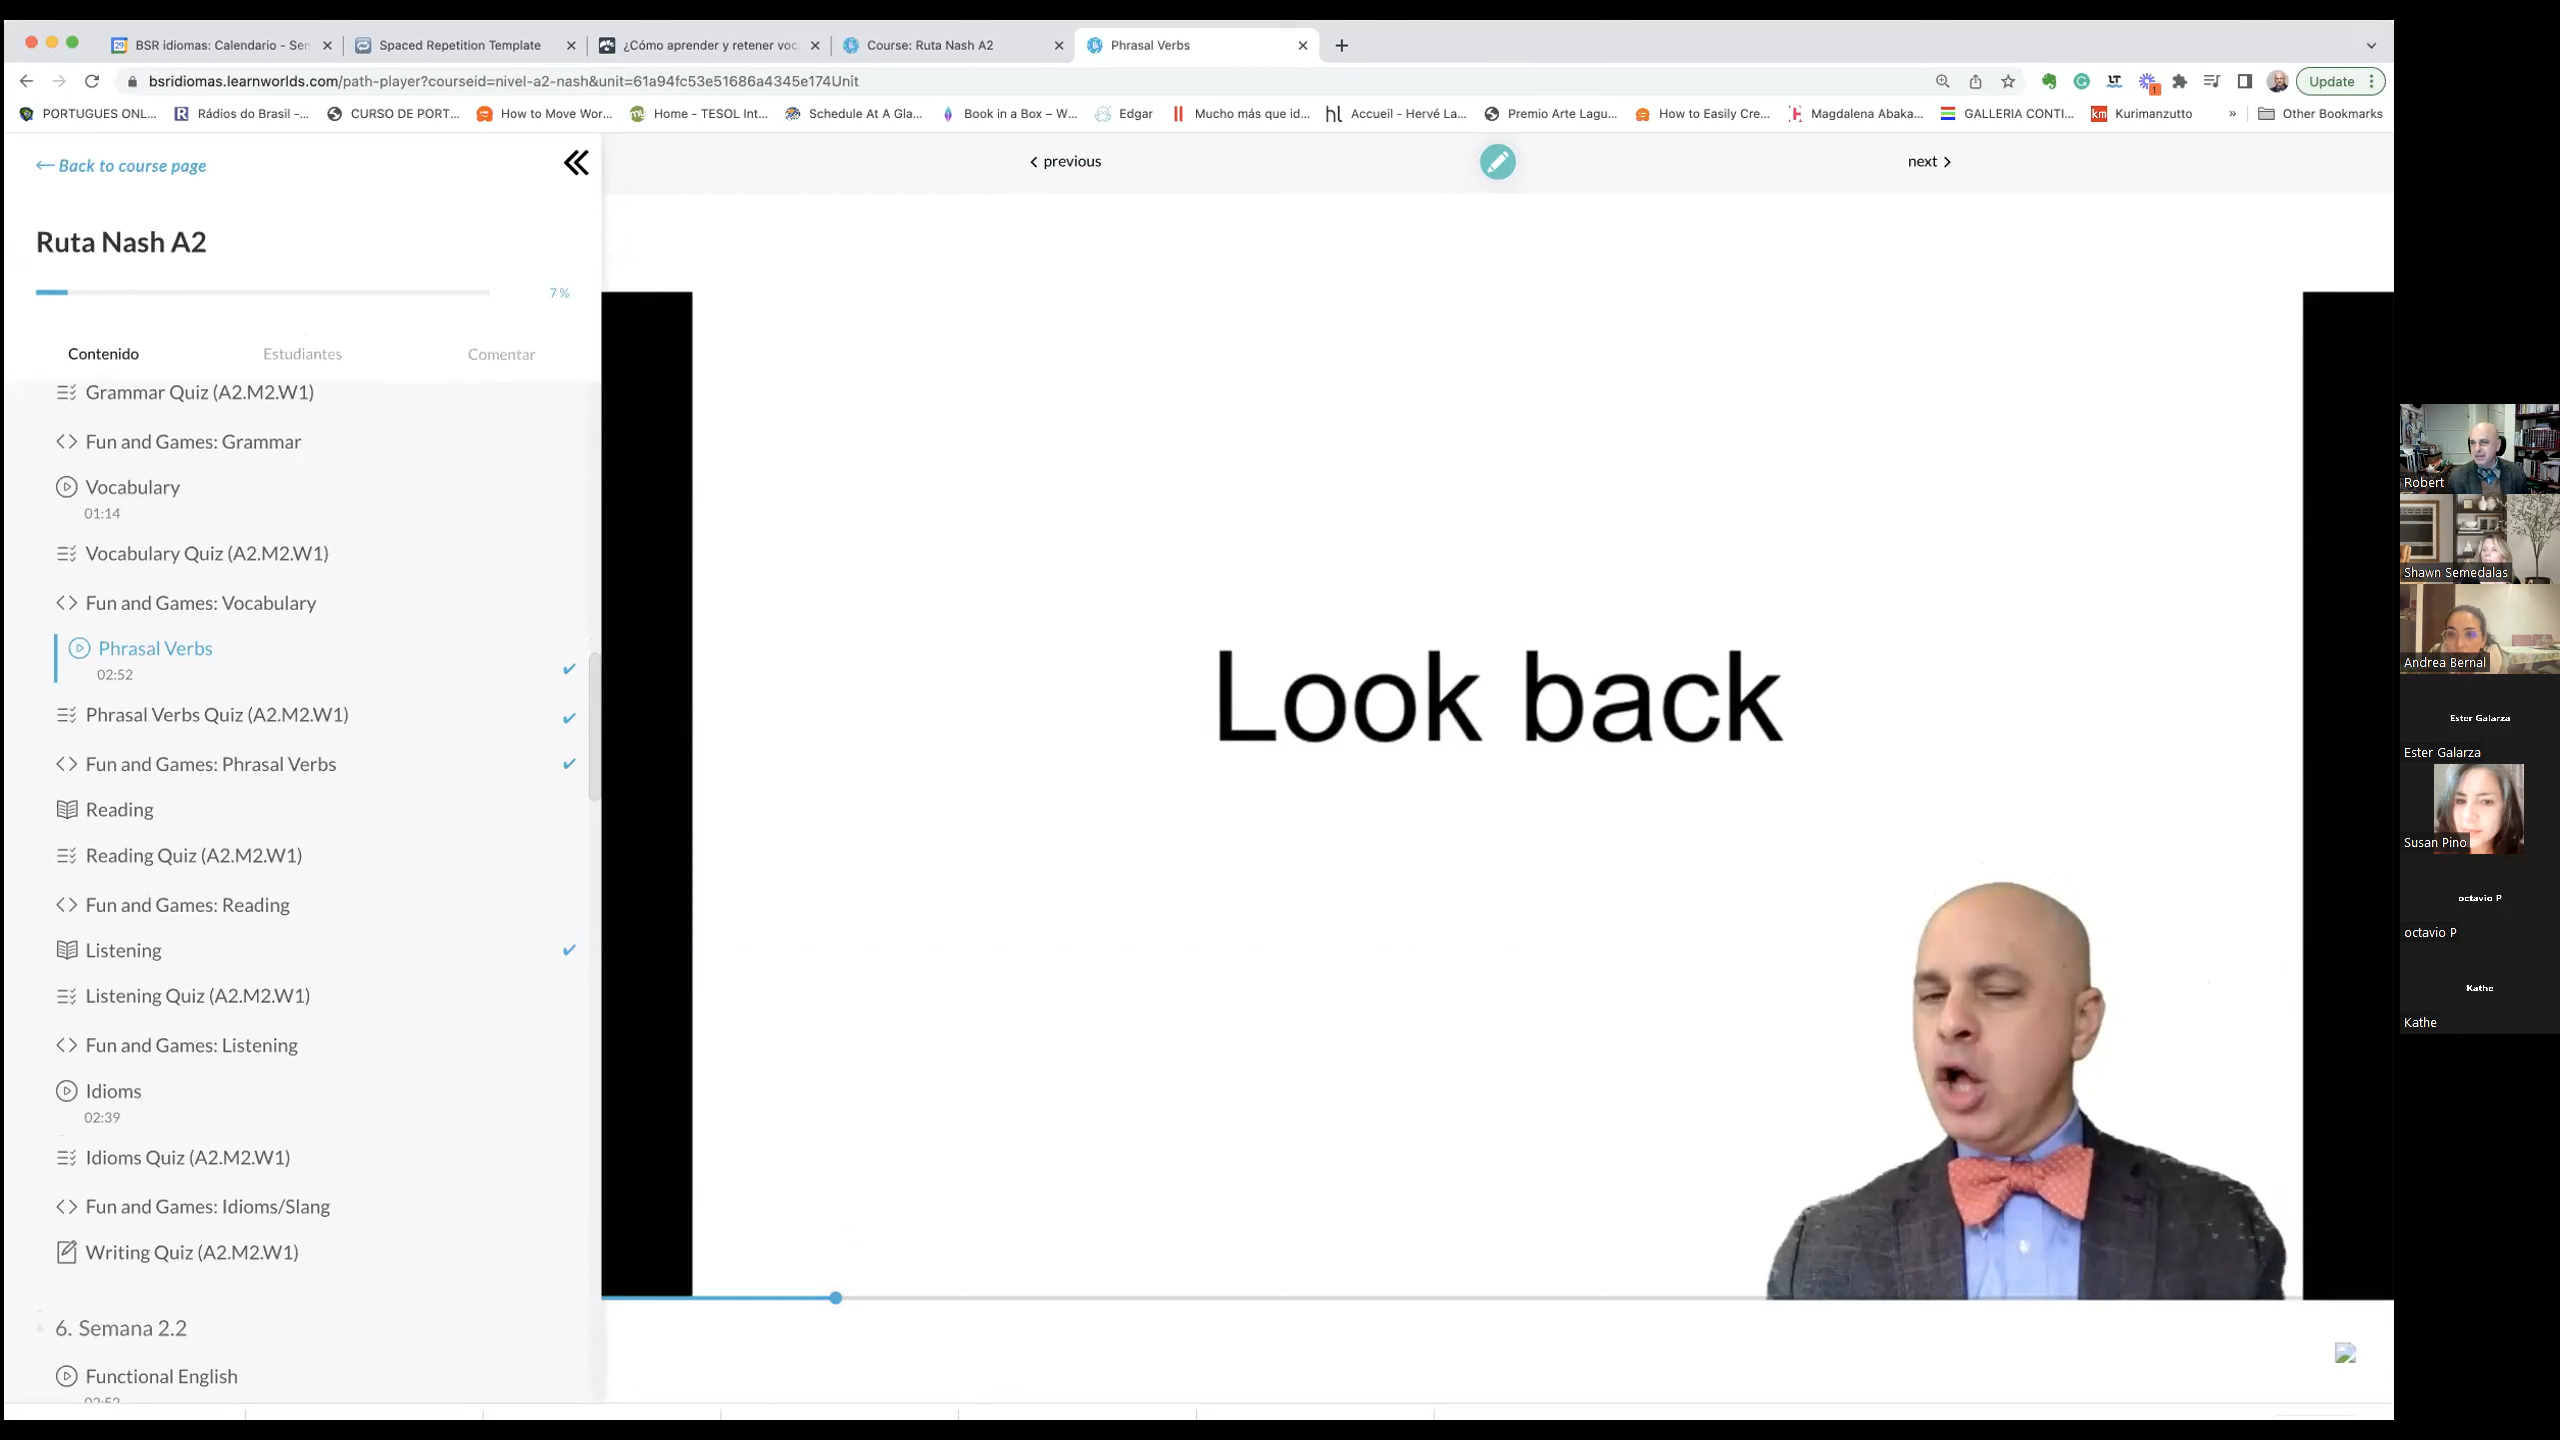 BSR idiomas: Calendario - Ser
Spaced Repetition Template
¿Cómo aprender y retener voc
Course: Ruta Nash A2
Phrasal Verbs
bsridiomas.learnworlds.com/path-player?courseid=nivel-a2-nash&unit=61a94fc53e51686a4345e174Unit
Update
PORTUGUES ONL...
Rádios do Brasil -...
CURSO DE PORT...
How to Move Wor...
Home - TESOL Int...
Schedule At A Gla...
Book in a Box – W...
Edgar
Mucho más que id...
Accueil - Hervé La...
Premio Arte Lagu...
How to Easily Cre...
Magdalena Abaka...
GALLERIA CONTI...
Kurimanzutto
»
Other Bookmarks
Back to course page
previous
next
Ruta Nash A2
7%
Contenido
Estudiantes
Comentar
Grammar Quiz (A2.M2.W1)
Fun and Games: Grammar
Vocabulary
01:14
Vocabulary Quiz (A2.M2.W1)
Fun and Games: Vocabulary
Phrasal Verbs
02:52
Phrasal Verbs Quiz (A2.M2.W1)
Fun and Games: Phrasal Verbs
Reading
Reading Quiz (A2.M2.W1)
Fun and Games: Reading
Listening
Listening Quiz (A2.M2.W1)
Fun and Games: Listening
Idioms
02:39
Idioms Quiz (A2.M2.W1)
Fun and Games: Idioms/Slang
Writing Quiz (A2.M2.W1)
6. Semana 2.2
Functional English
Look back
Robert
Shawn Semedalas
Andrea Bernal
Ester Galarza
Ester Galarza
Susan Pino
octavio P
octavio P
Kathe
Kathe